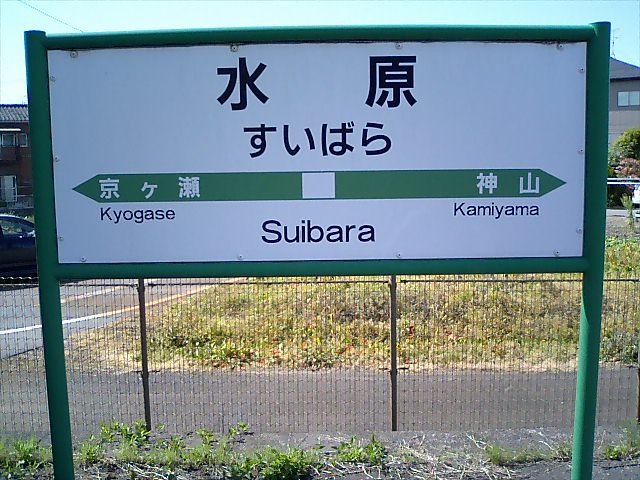 水 原
すいばら
京ヶ瀬 神山
Kyogase Kamiyama
Suibara